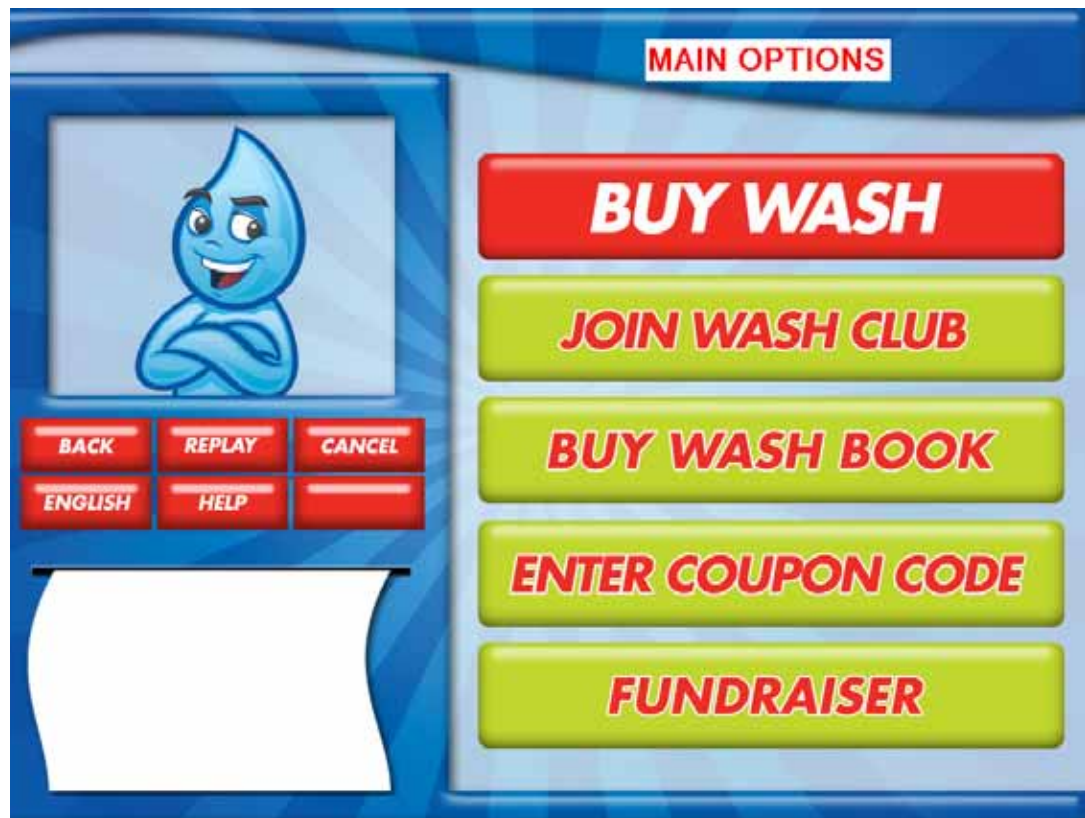 MAIN OPTIONS
BUY WASH
JOIN WASH CLUB
BUY WASH BOOK
ENTER COUPON CODE
FUNDRAISER
BACK REPLAY CANCEL
ENGLISH HELP